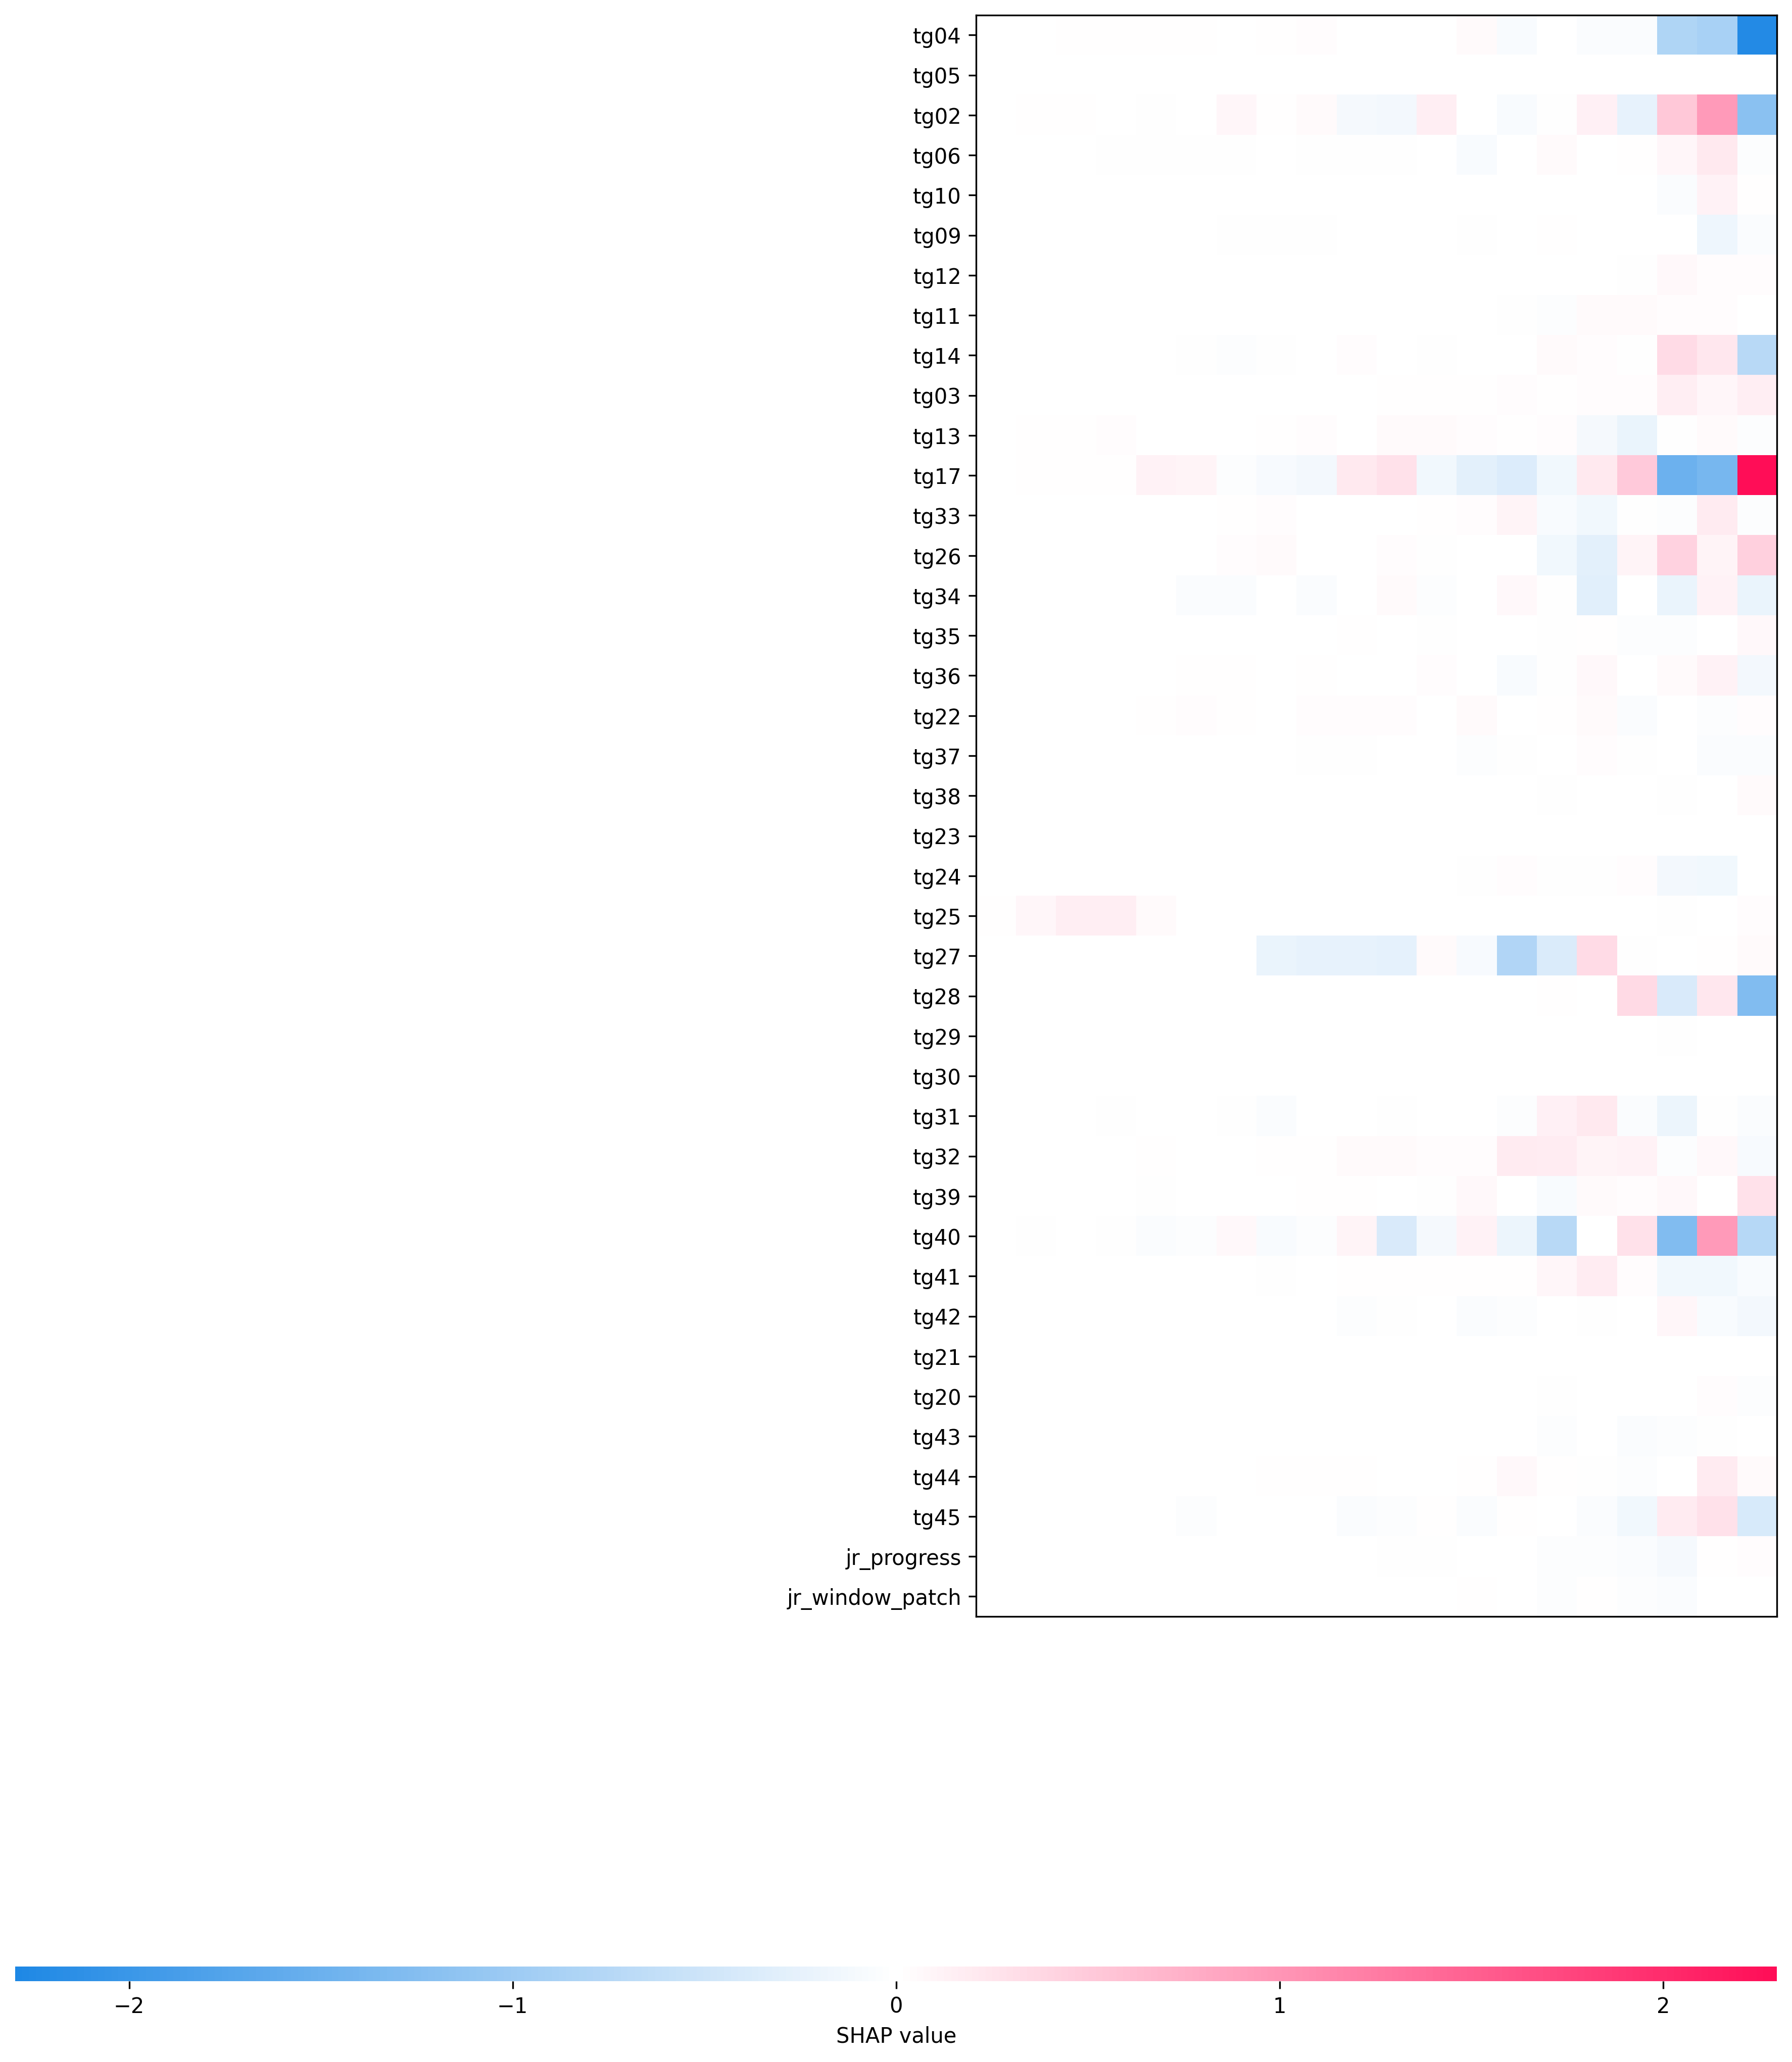 tg04
tg05
tg02
tg06
tg10
tg09
tg12
tg11
tg14
tg03
tg13
tg17
tg33
tg26
tg34
tg35
tg36
tg22
tg37
tg38
tg23
tg24
tg25
tg27
tg28
tg29
tg30
tg31
tg32
tg39
tg40
tg41
tg42
tg21
tg20
tg43
tg44
tg45
jr_progress
jr_window_patch
−2 −1 0 1 2
SHAP value